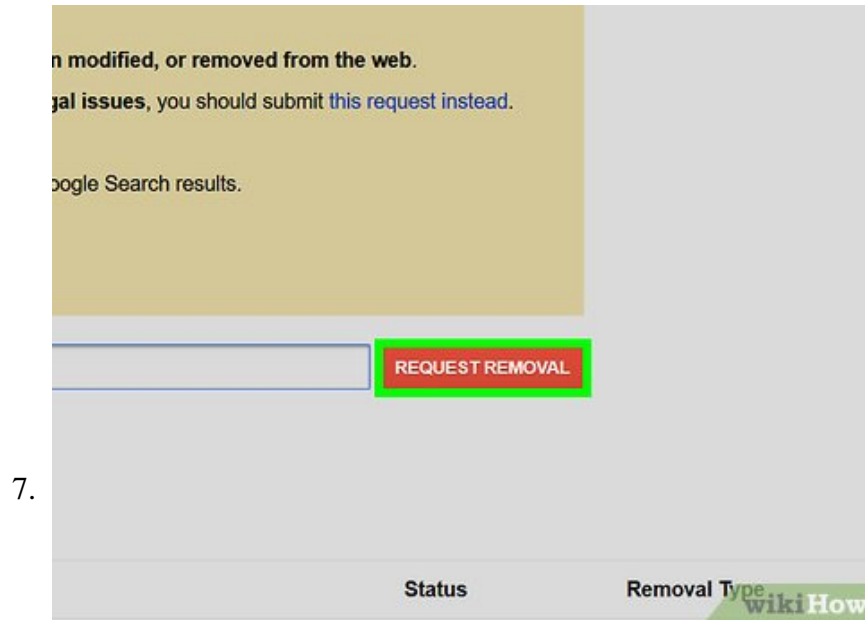 n modified, or removed from the web.
gal issues, you should submit this request instead.
oogle Search results.
REQUEST REMOVAL
7.
Status Removal Type
wikiHow